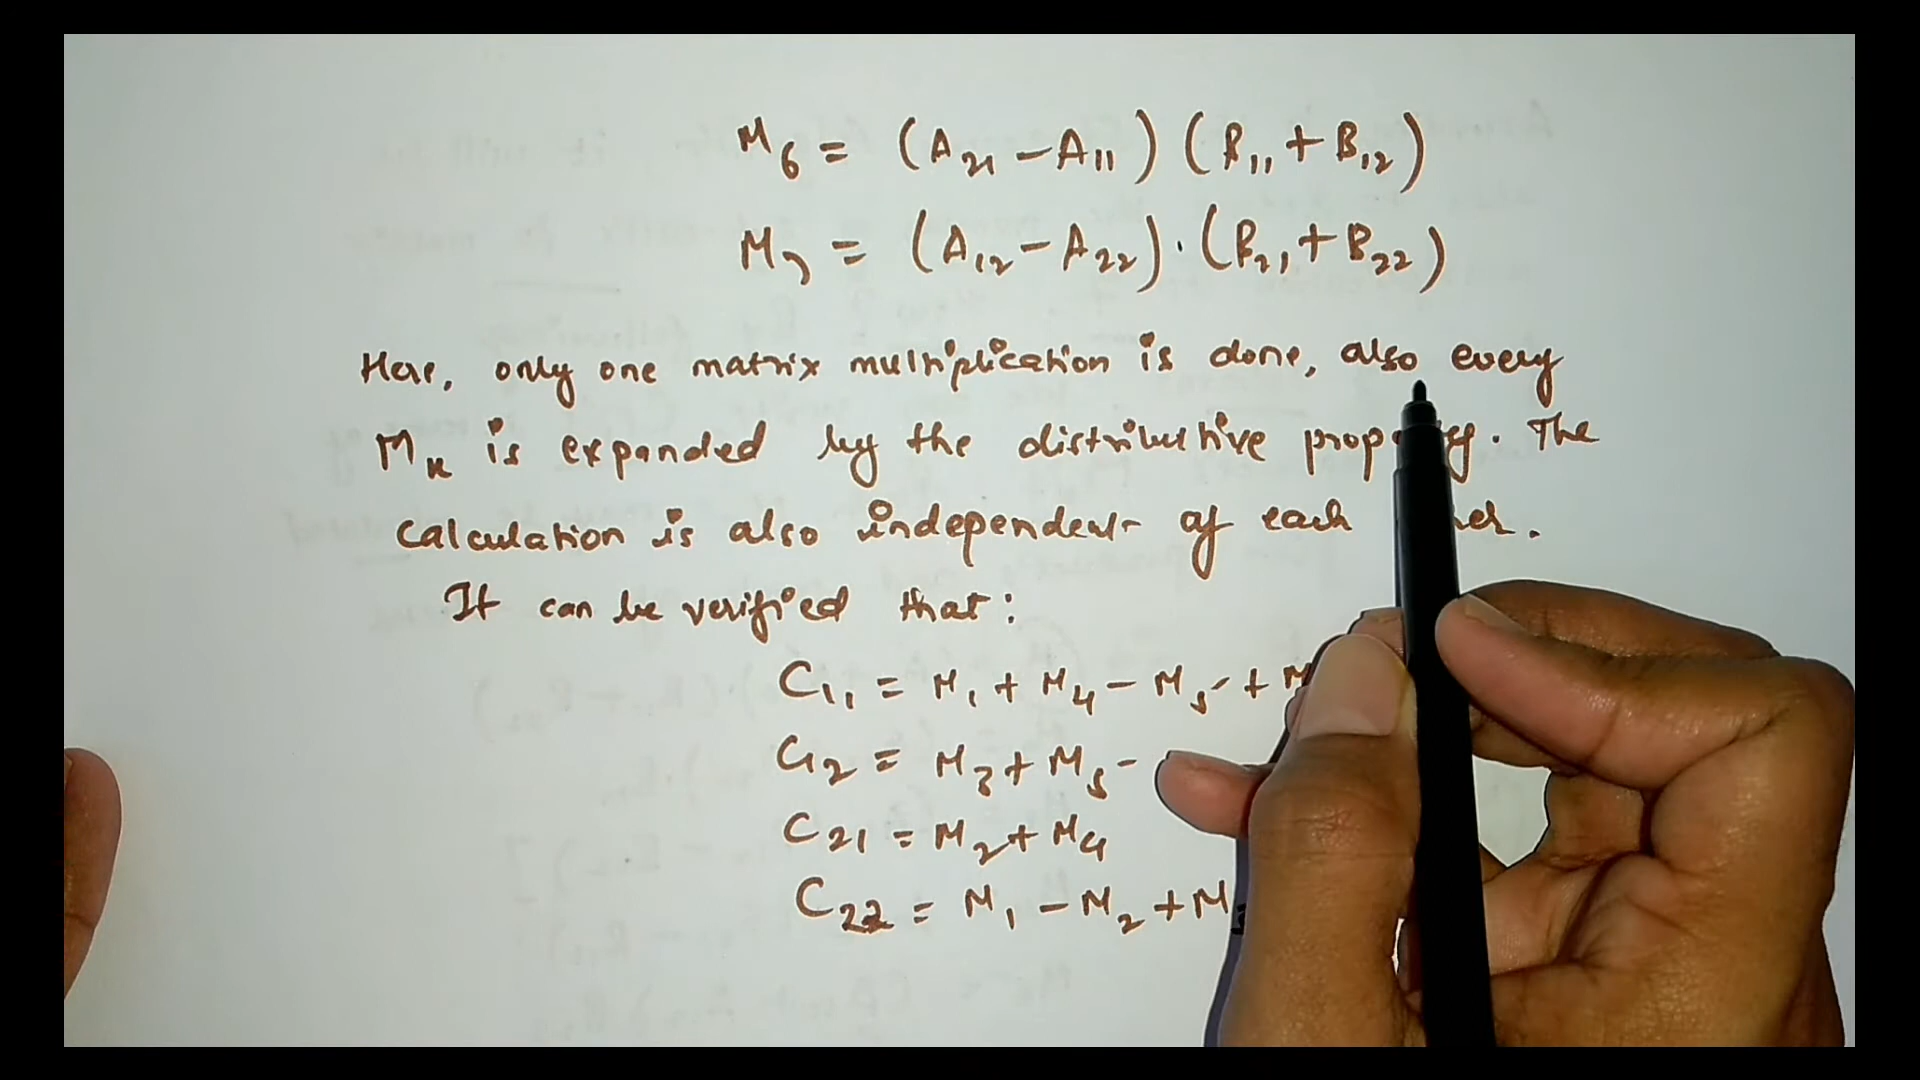 M₆ = (A₂₁ - A₁₁) (B₁₁ + B₁₂)
M₇ = (A₁₂ - A₂₂) . (B₂₁ + B₂₂)
Here, only one matrix multiplication is done, also every
Mₖ is expanded by the distributive property. The
calculation is also independent of each
It can be verified that:
C₁₁ = M₁ + M₄ - M₅ + M
C₁₂ = M₃ + M₅ -
C₂₁ = M₂ + M₄
C₂₂ = M₁ - M₂ + M₃